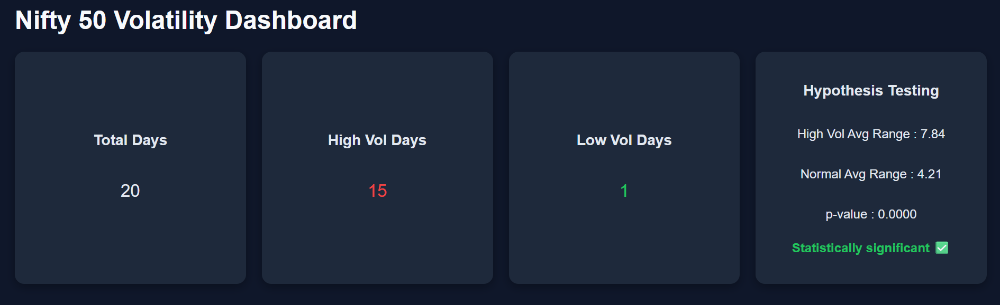 Nifty 50 Volatility Dashboard
Total Days
20
High Vol Days
15
Low Vol Days
1
Hypothesis Testing
High Vol Avg Range : 7.84
Normal Avg Range : 4.21
p-value : 0.0000
Statistically significant ✅